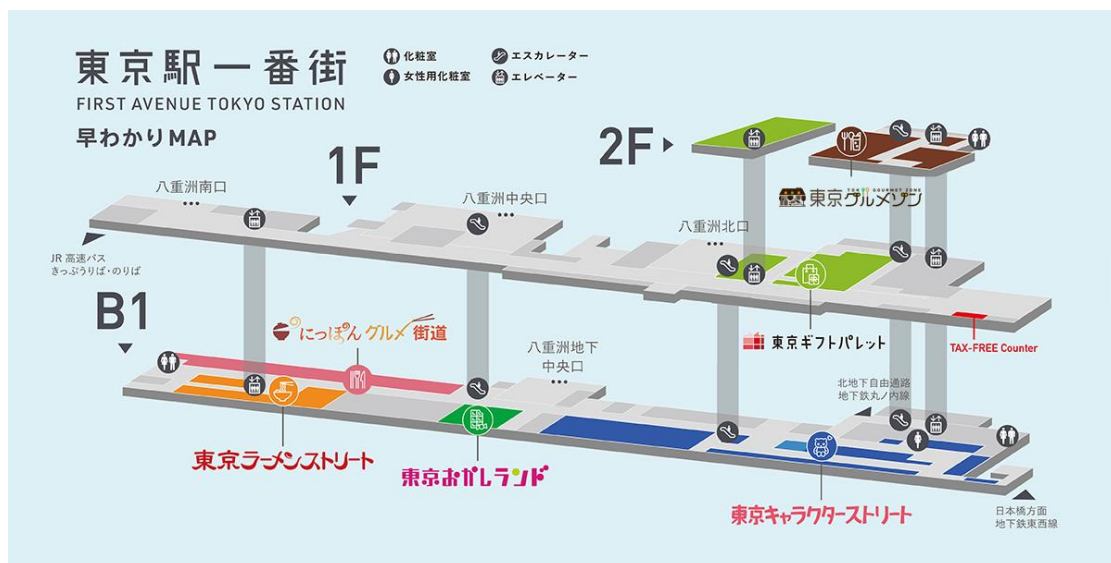 東京駅一番街
FIRST AVENUE TOKYO STATION
早わかりMAP
化粧室
エスカレーター
女性用化粧室
エレベーター
2F
1F
八重洲南口
八重洲中央口
八重洲北口
TOKYO GOURMET ZONE
東京グルメゾン
JR 高速バス
きっぷうりば・のりば
B1
にっぽんグルメ街道
八重洲地下
中央口
東京ギフトパレット
TAX-FREE Counter
北地下自由通路
地下鉄丸ノ内線
東京ラーメンストリート
東京おかしランド
東京キャラクターストリート
日本橋方面
地下鉄東西線